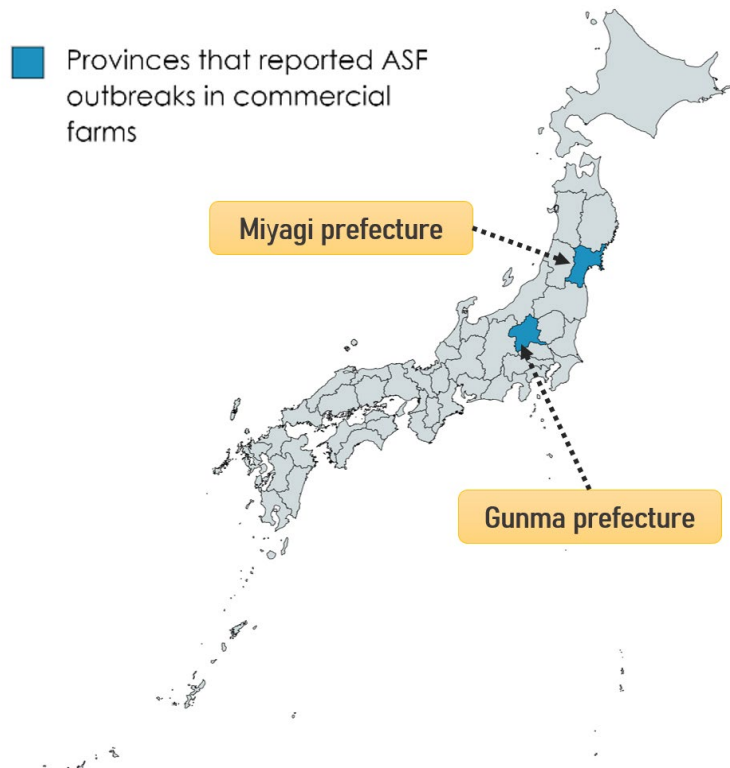 Provinces that reported ASF
outbreaks in commercial
farms
Miyagi prefecture
Gunma prefecture